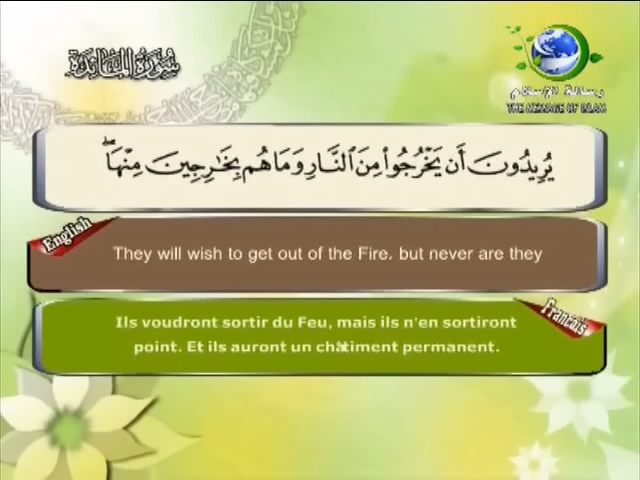 سورة المائدة
رسالة الإسلام
THE MESSAGE OF ISLAM
يُرِيدُونَ أَن يَخْرُجُوا۟ مِنَ ٱلنَّارِ وَمَا هُم بِخَـٰرِجِينَ مِنْهَا ۖ
English
They will wish to get out of the Fire. but never are they
Français
Ils voudront sortir du Feu, mais ils n'en sortiront
point. Et ils auront un châtiment permanent.